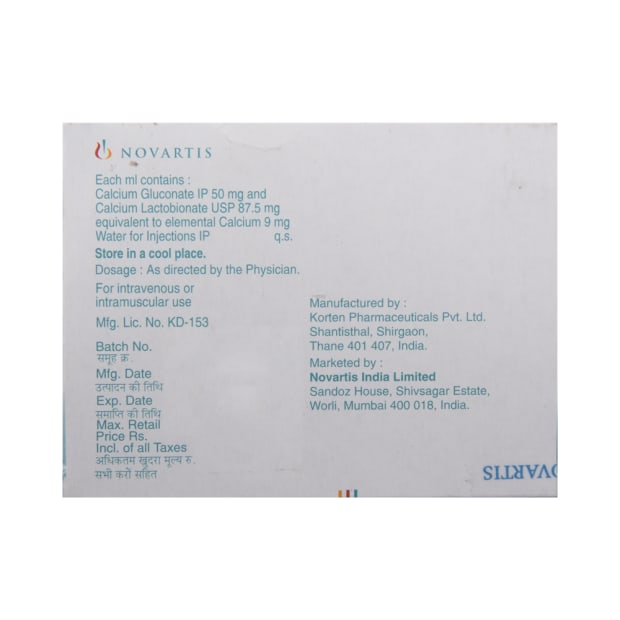 NOVARTIS
Each ml contains :
Calcium Gluconate IP 50 mg and
Calcium Lactobionate USP 87.5 mg
equivalent to elemental Calcium 9 mg
Water for Injections IP q.s.
Store in a cool place.
Dosage : As directed by the Physician.
For intravenous or
intramuscular use
Mfg. Lic. No. KD-153
Batch No.
समूह क्र.
Mfg. Date
उत्पादन की तिथि
Exp. Date
समाप्ति की तिथि
Max. Retail
Price Rs.
Incl. of all Taxes
अधिकतम खुदरा मूल्य रु.
सभी करों सहित
Manufactured by :
Korten Pharmaceuticals Pvt. Ltd.
Shantisthal, Shirgaon,
Thane 401 407, India.
Marketed by :
Novartis India Limited
Sandoz House, Shivsagar Estate,
Worli, Mumbai 400 018, India.
OVARTIS